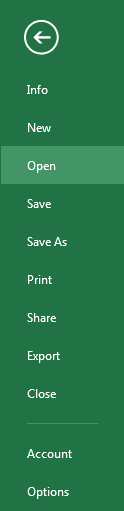 Info
New
Open
Save
Save As
Print
Share
Export
Close
Account
Options